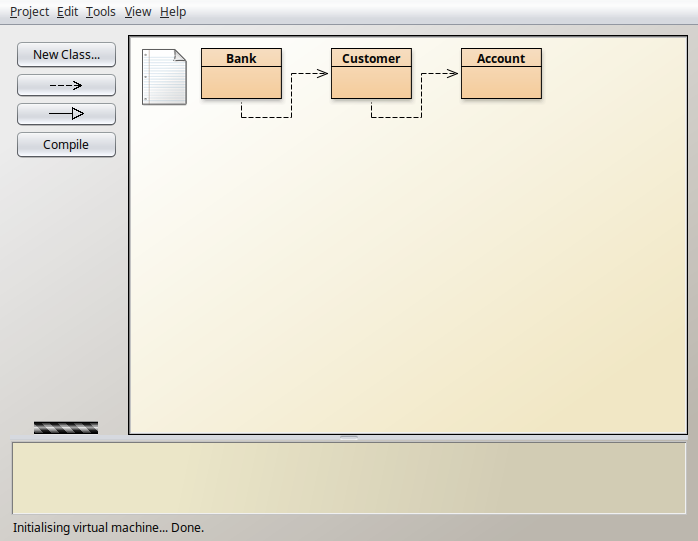 Project Edit Tools View Help
New Class...
Compile
Bank
Customer
Account
Initialising virtual machine... Done.